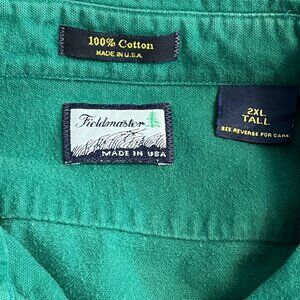 100% Cotton
MADE IN U.S.A.
Fieldmaster
MADE IN USA
2XL
TALL
SEE REVERSE FOR CARE